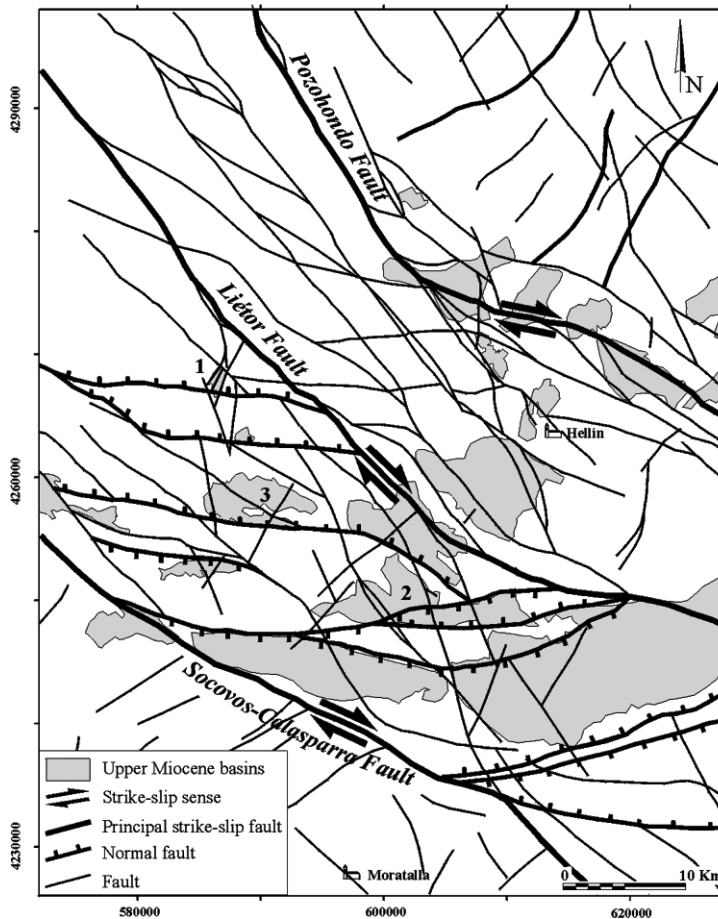 4290000
4260000
4230000
Pozohondo Fault
N
Liétor Fault
1
Hellín
3
2
Socovos-Calasparra Fault
Upper Miocene basins
Strike-slip sense
Principal strike-slip fault
Normal fault
Fault
Moratalla
0 10 Km
580000 600000 620000